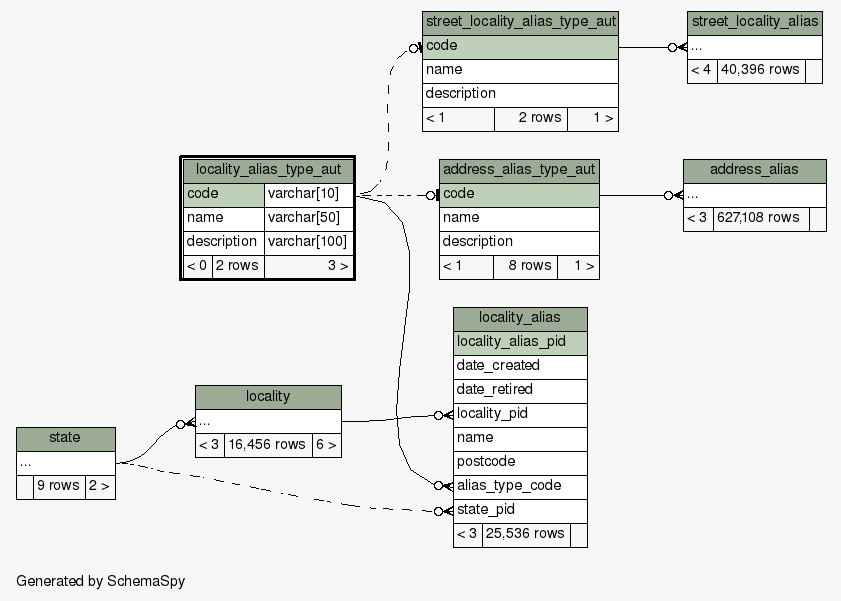 street_locality_alias_type_aut
code
name
description
< 1 2 rows 1 >
street_locality_alias
...
< 4 40,396 rows
locality_alias_type_aut
code varchar[10]
name varchar[50]
description varchar[100]
< 0 2 rows 3 >
address_alias_type_aut
code
name
description
< 1 8 rows 1 >
address_alias
...
< 3 627,108 rows
locality_alias
locality_alias_pid
date_created
date_retired
locality_pid
name
postcode
alias_type_code
state_pid
< 3 25,536 rows
locality
...
< 3 16,456 rows 6 >
state
...
9 rows 2 >
Generated by SchemaSpy